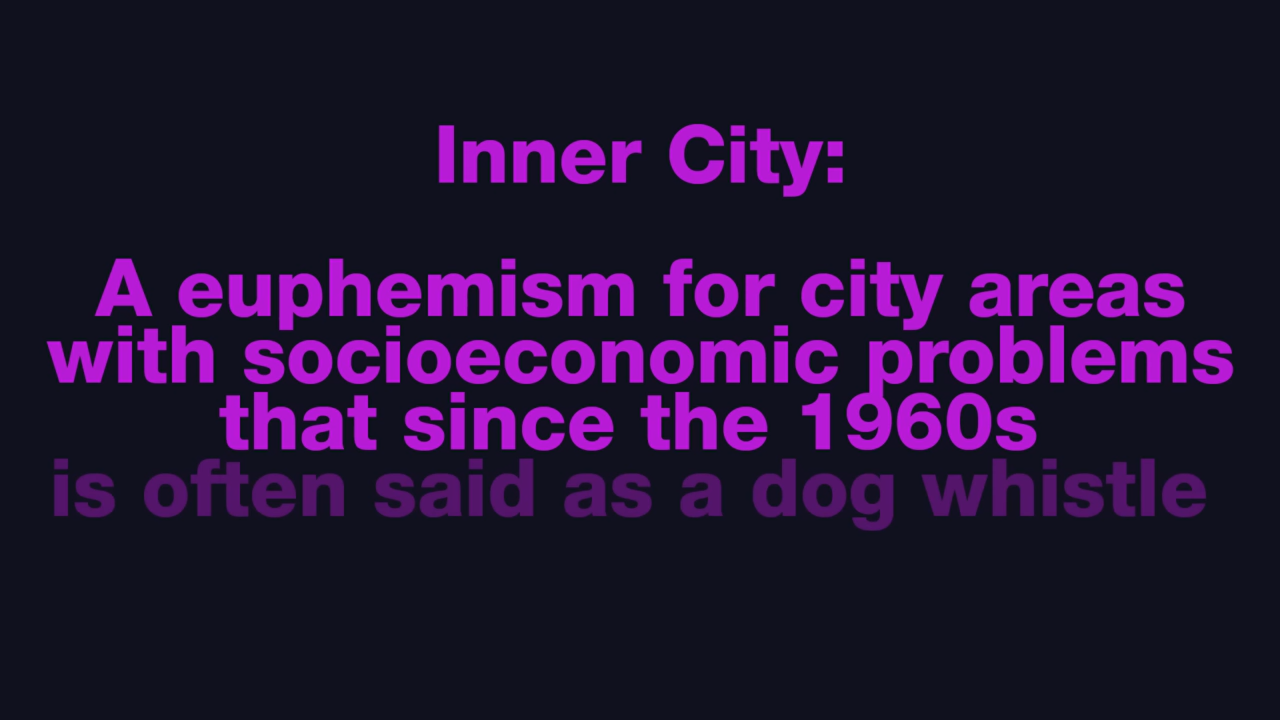 Inner City:
A euphemism for city areas
with socioeconomic problems
that since the 1960s
is often said as a dog whistle